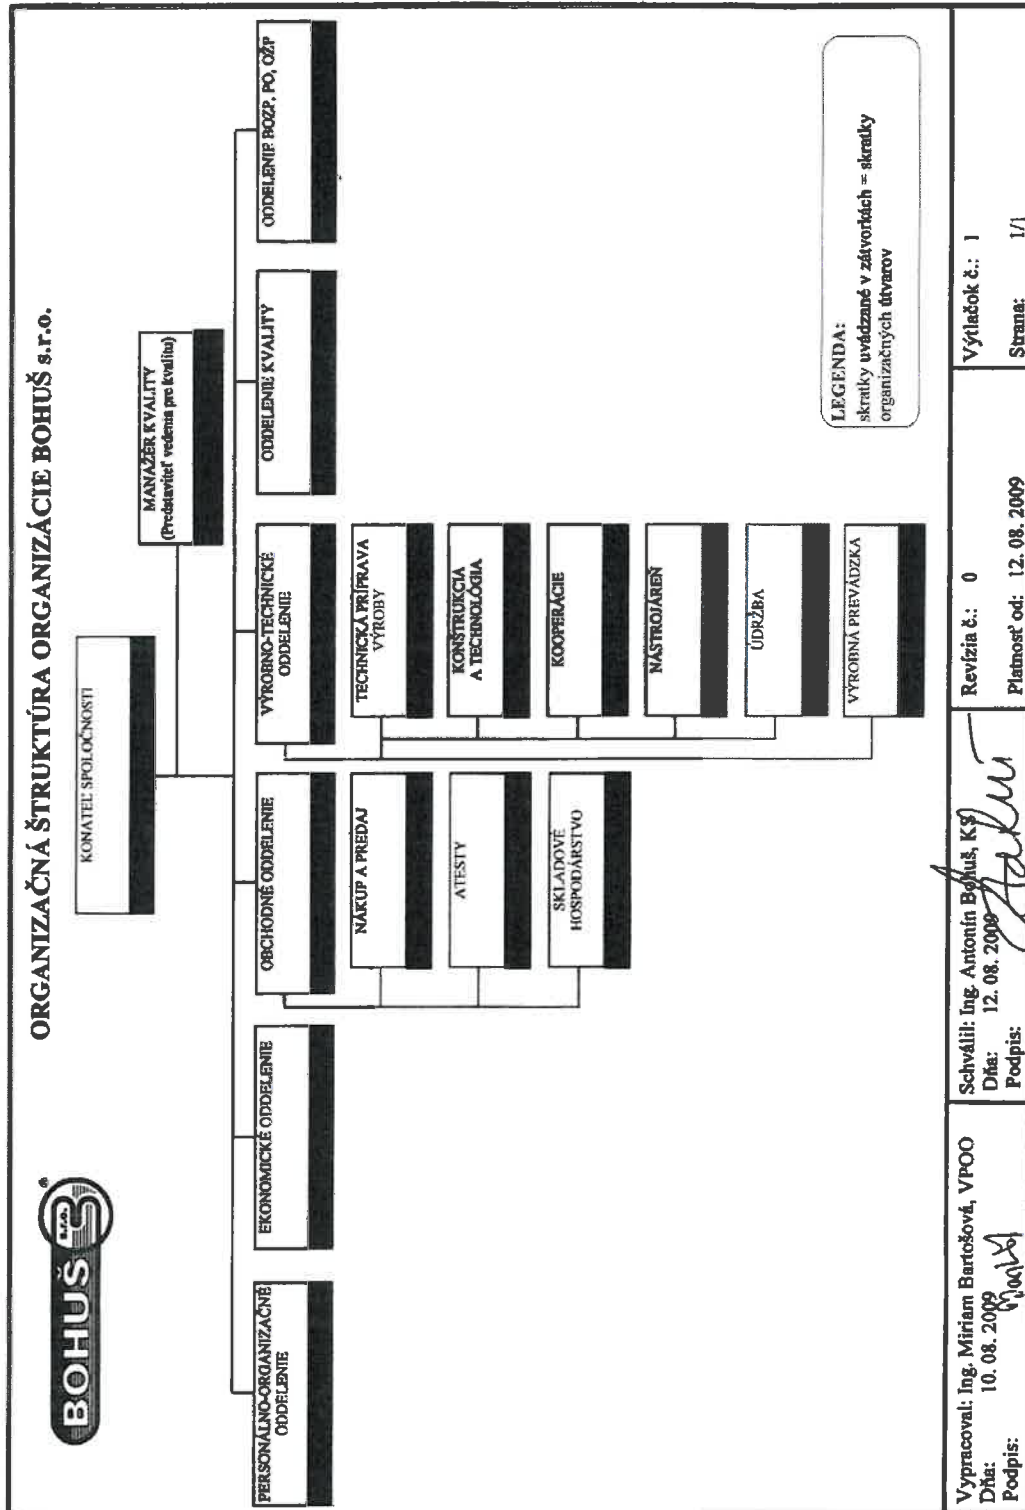 BOHUŠ
s.r.o.
®
ORGANIZAČNÁ ŠTRUKTÚRA ORGANIZÁCIE BOHUŠ s.r.o.
KONATEĽ SPOLOČNOSTI
MANAŽÉR KVALITY
(Predstaviteľ vedenia pre kvalitu)
PERSONÁLNO-ORGANIZAČNÉ
ODDELENIE
EKONOMICKÉ ODDELENIE
OBCHODNÉ ODDELENIE
VÝROBNO-TECHNICKÉ
ODDELENIE
ODDELENIE KVALITY
ODDELENIE BOZP, PO, OŽP
NÁKUP A PREDAJ
ATESTY
SKLADOVÉ
HOSPODÁRSTVO
TECHNICKÁ PRÍPRAVA
VÝROBY
KONŠTRUKCIA
A TECHNOLÓGIA
KOOPERÁCIE
NÁSTROJÁREŇ
ÚDRŽBA
VÝROBNÁ PREVÁDZKA
LEGENDA:
skratky uvádzané v zátvorkách = skratky
organizačných útvarov
Vypracoval: Ing. Miriam Bartošová, VPOO
Dňa: 10. 08. 2009
Podpis:
Schválil: Ing. Antonín Bohuš, KS
Dňa: 12. 08. 2009
Podpis:
Revízia č.: 0
Platnosť od: 12. 08. 2009
Výtlačok č.: 1
Strana: 1/1